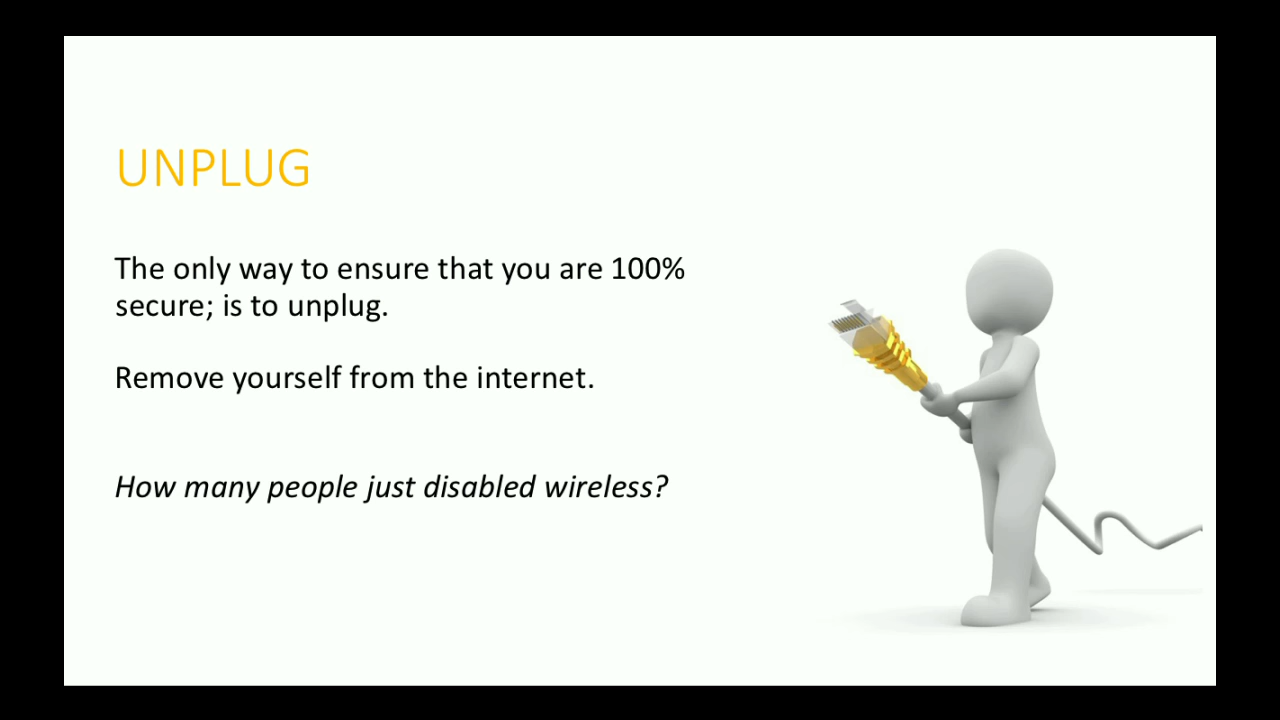 UNPLUG
The only way to ensure that you are 100%
secure; is to unplug.
Remove yourself from the internet.
How many people just disabled wireless?